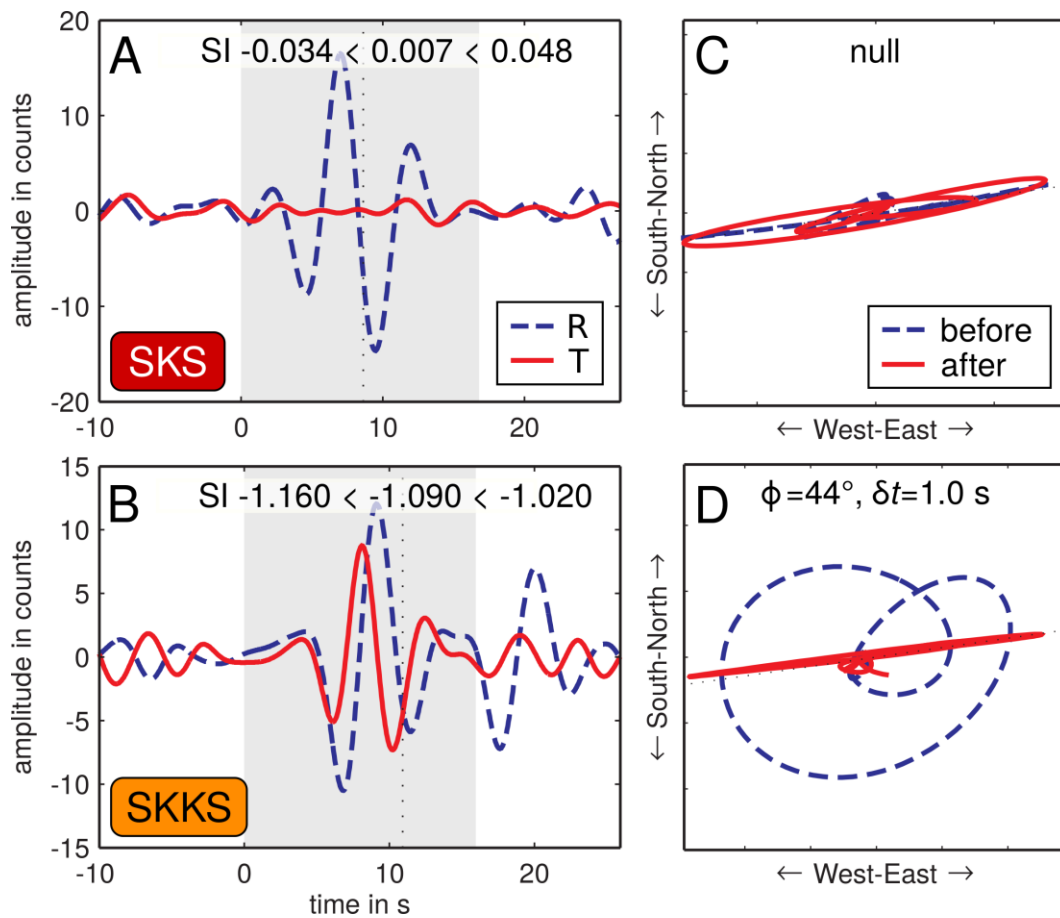 A
SI -0.034 < 0.007 < 0.048
amplitude in counts
20
10
0
-10
20
-10
0
10
20
SKS
R
T
C
null
← South-North →
before
after
← West-East →
B
SI -1.160 < -1.090 < -1.020
amplitude in counts
15
10
5
0
-5
-10
-15
-10
0
10
20
time in s
SKKS
D
ϕ=44°, δt=1.0 s
← South-North →
← West-East →